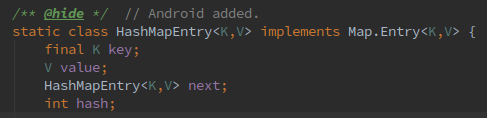 /** @hide */  // Android added.
static class HashMapEntry<K,V> implements Map.Entry<K,V> {
    final K key;
    V value;
    HashMapEntry<K,V> next;
    int hash;